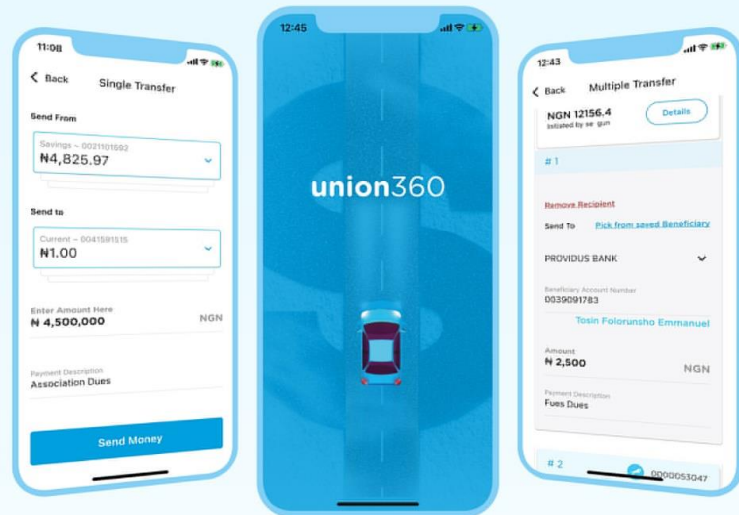 11:08
Back
Single Transfer
Send From
Savings - 0021101692
₦4,825.97
Send to
Current - 0041591515
₦1.00
Enter Amount Here
₦ 4,500,000
NGN
Payment Description
Association Dues
Send Money
12:45
union360
12:43
Back
Multiple Transfer
NGN 12156.4
Initiated by se gun
Details
# 1
Remove Recipient
Send To
Pick from saved Beneficiary
PROVIDUS BANK
Beneficiary Account Number
0039091783
Tosin Folorunsho Emmanuel
Amount
₦ 2,500
NGN
Payment Description
Fues Dues
# 2
0000053047